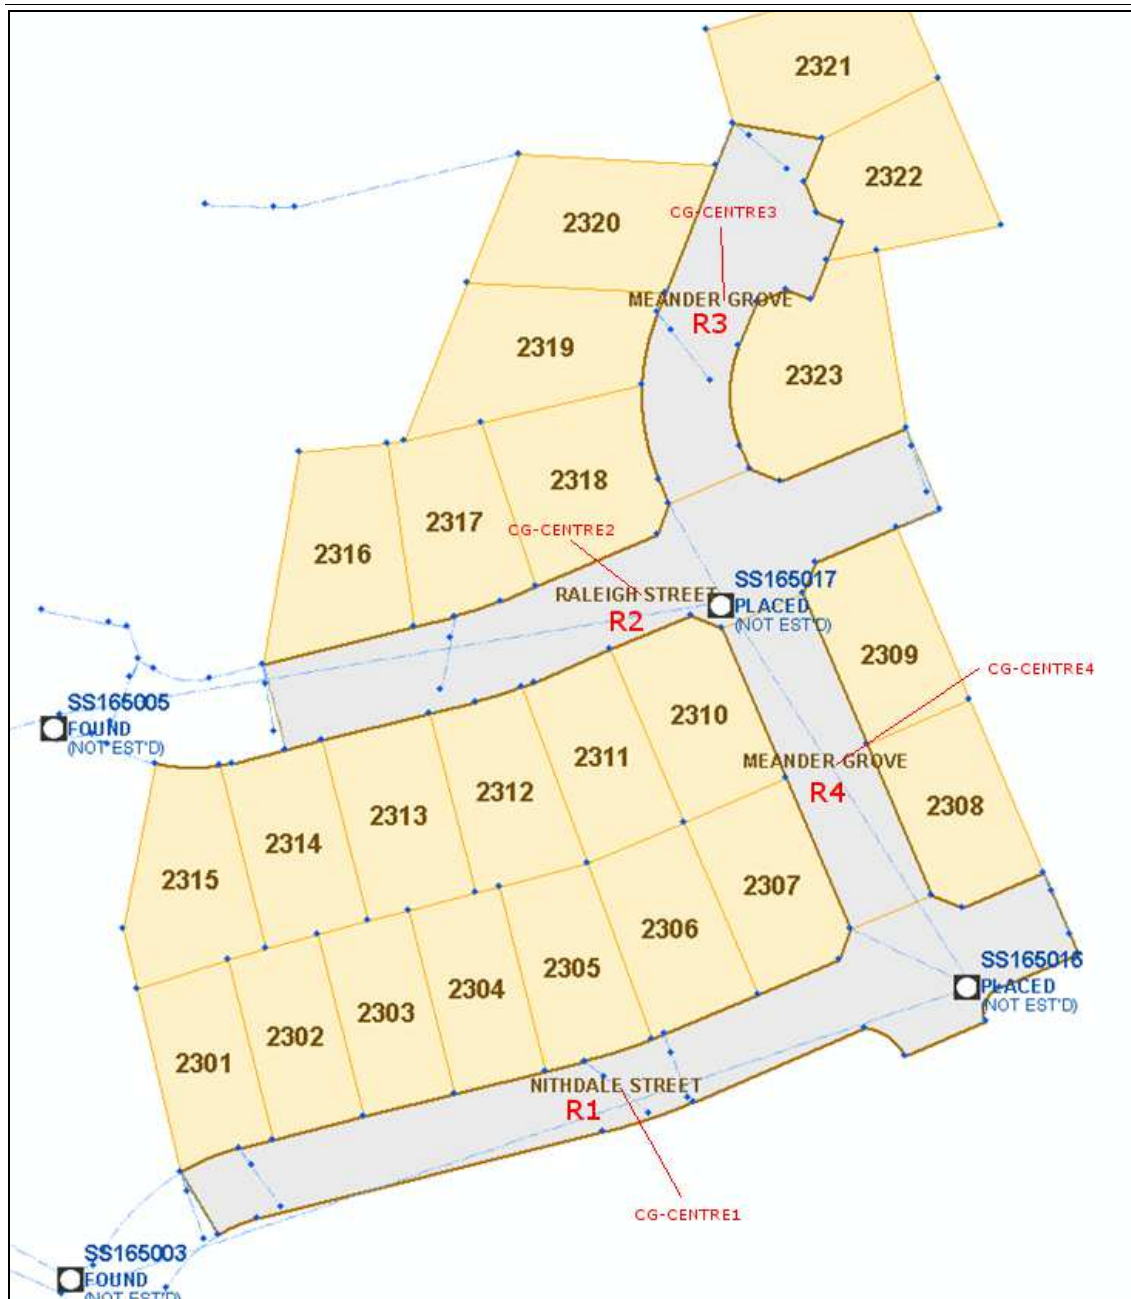 2321
2322
CG-CENTRE3
2320
MEANDER GROVE
R3
2319
2323
2318
2317
CG-CENTRE2
2316
SS165017
PLACED
(NOT EST'D)
RALEIGH STREET
R2
2309
CG-CENTRE4
SS165005
FOUND
(NOT EST'D)
2310
2311
MEANDER GROVE
R4
2312
2308
2313
2314
2315
2307
2306
2305
SS165016
PLACED
(NOT EST'D)
2304
2303
2302
2301
NITHDALE STREET
R1
CG-CENTRE1
SS165003
FOUND
(NOT EST'D)